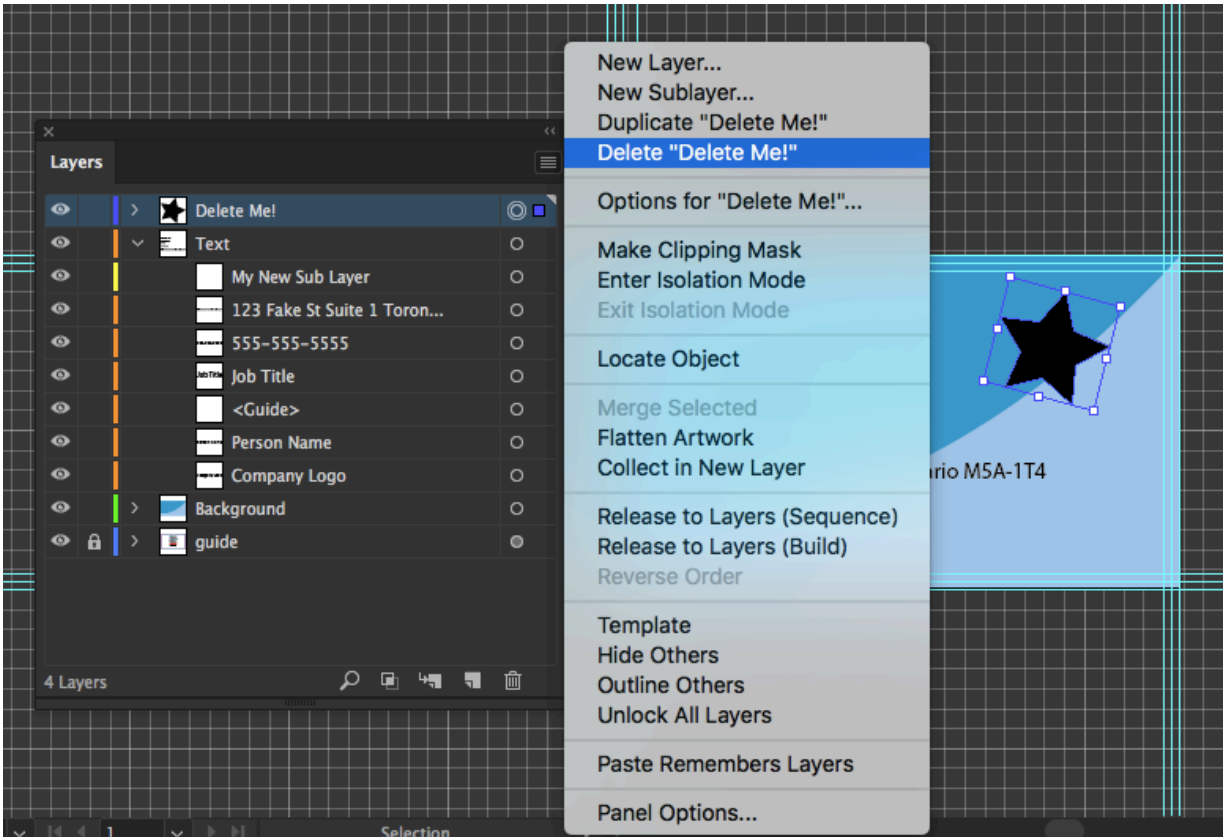 Layers
Delete Me!
Text
My New Sub Layer
123 Fake St Suite 1 Toron...
555-555-5555
Job Title
<Guide>
Person Name
Company Logo
Background
guide
4 Layers
New Layer...
New Sublayer...
Duplicate "Delete Me!"
Delete "Delete Me!"
Options for "Delete Me!"...
Make Clipping Mask
Enter Isolation Mode
Exit Isolation Mode
Locate Object
Merge Selected
Flatten Artwork
Collect in New Layer
Release to Layers (Sequence)
Release to Layers (Build)
Reverse Order
Template
Hide Others
Outline Others
Unlock All Layers
Paste Remembers Layers
Panel Options...
ario M5A-1T4
1
Selection